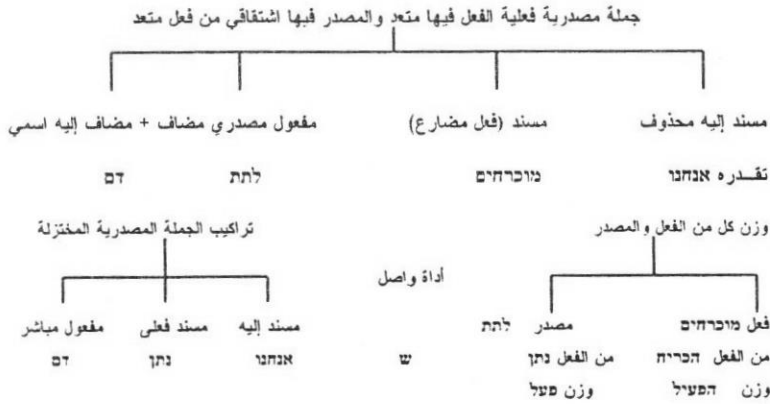 جملة مصدرية فعلية الفعل فيها متعد والمصدر فيها اشتقاقي من فعل متعد
مسند إليه محذوف مسند (فعل مضارع) مفعول مصدري مضاف + مضاف إليه اسمي
تقـدره אנחנו מוכרחים לתת דם
وزن كل من الفعل والمصدر تراكيب الجملة المصدرية المختزلة
أداة واصل
فعل מוכרחים مصدر לתת مسند إليه مسند فعلى مفعول مباشر
من الفعل הכריח من الفعل נתן ש אנחנו נתן דם
وزن הפעיל وزن פעל